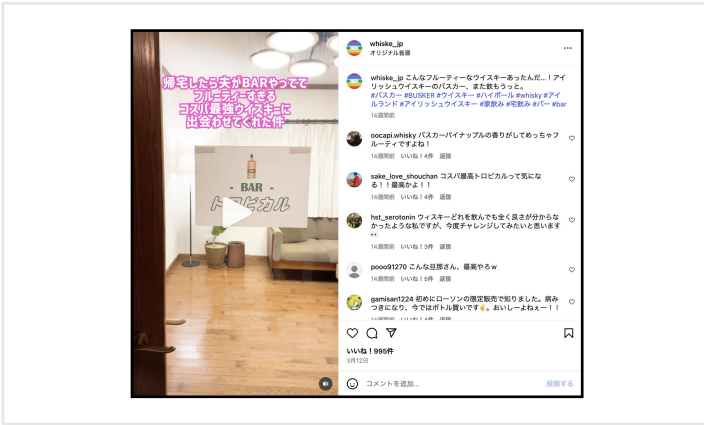 帰宅したら夫がBARやってて
フルーティーすぎる
コスパ最強ウイスキーに
出会わせてくれた件
- BAR -
トロピカル
whiske_jp
オリジナル音源
whiske_jp こんなフルーティーなウイスキーあったんだ...！アイ
リッシュウイスキーのバスカー、また飲もうっと。
#バスカー #BUSKER #ウイスキー #ハイボール #whisky #アイ
ルランド #アイリッシュウイスキー #家飲み #宅飲み #バー #bar
14週間前
oocapi.whisky バスカーパイナップルの香りがしてめっちゃフ
ルーティですよね！
14週間前 いいね！4件 返信
sake_love_shouchan コスパ最高トロピカルって気にな
る！！最高かよ！！
14週間前 いいね！4件 返信
hst_serotonin ウィスキーどれを飲んでも全く良さが分からな
かったような私ですが、今度チャレンジしてみたいと思います
14週間前 いいね！3件 返信
pooo91270 こんな旦那さん、最高やろw
14週間前 いいね！5件 返信
gamisan1224 初めにローソンの限定販売で知りました。病み
つきになり、今ではボトル買いです✌。おいしーよねぇー！！
14週間前 いいね！4件 返信
いいね！995件
3月12日
コメントを追加...
投稿する